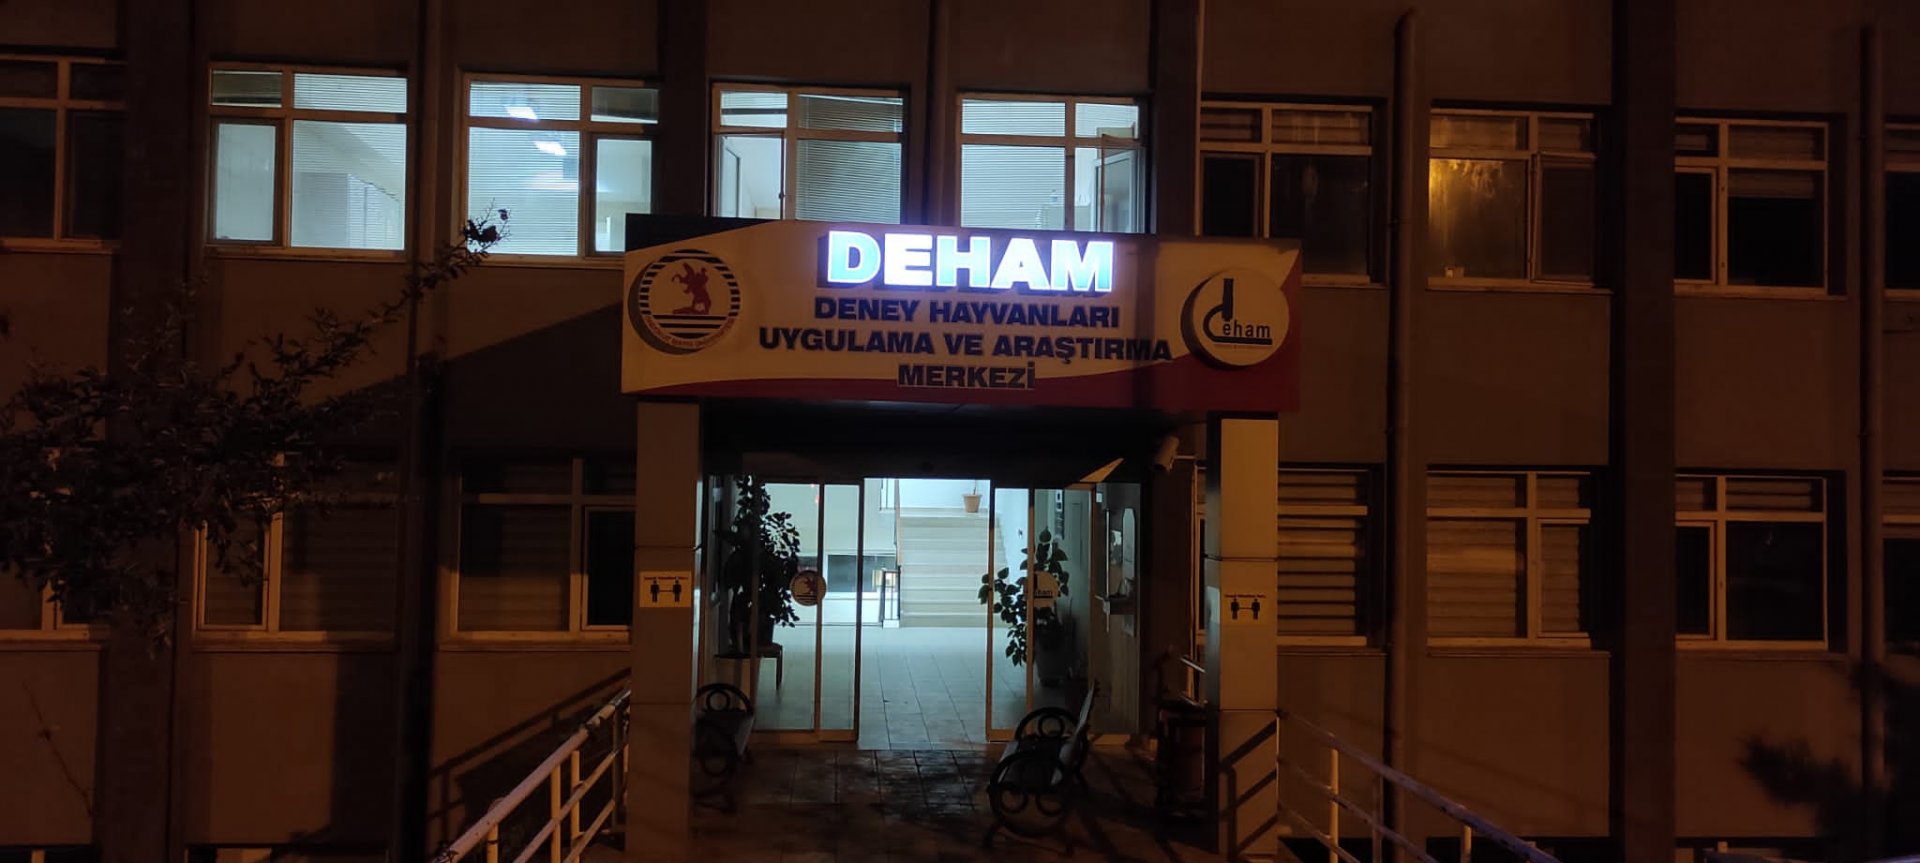 DEHAM
DENEY HAYVANLARI
UYGULAMA VE ARAŞTIRMA
MERKEZİ
deham